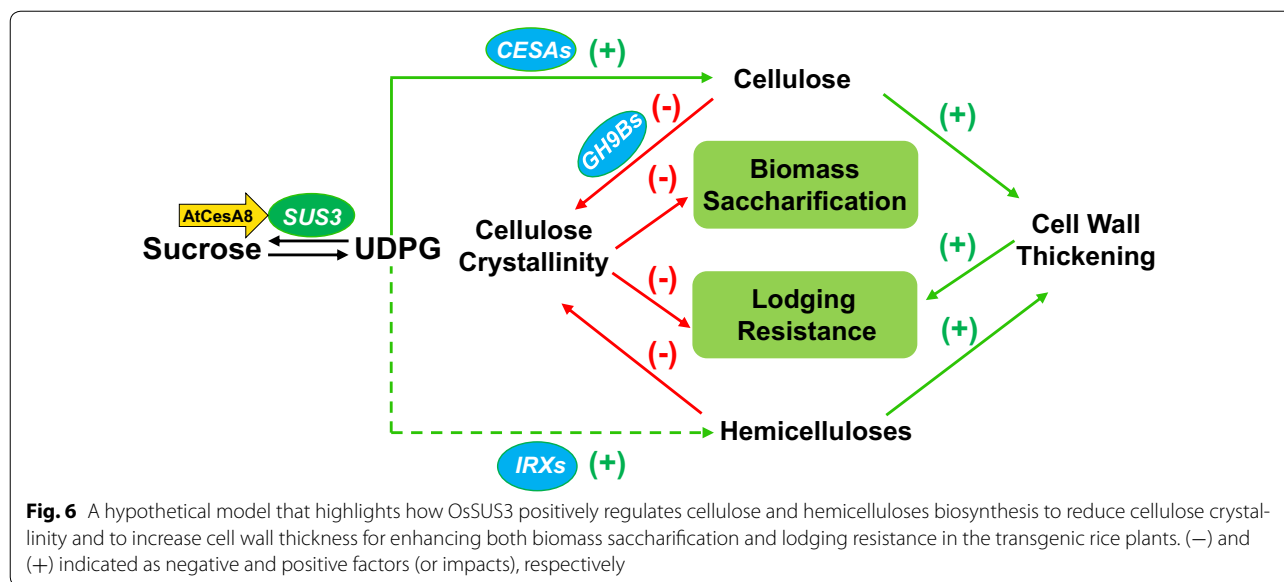 CESAs (+)
Cellulose
GH9Bs (-)
(+)
(-)
Biomass
Saccharification
AtCesA8 SUS3
Sucrose UDPG
Cellulose
Crystallinity
Cell Wall
Thickening
(-)
(+)
Lodging
Resistance
(-)
(+)
Hemicelluloses
IRXs (+)
Fig. 6 A hypothetical model that highlights how OsSUS3 positively regulates cellulose and hemicelluloses biosynthesis to reduce cellulose crystal-
linity and to increase cell wall thickness for enhancing both biomass saccharification and lodging resistance in the transgenic rice plants. (−) and
(+) indicated as negative and positive factors (or impacts), respectively